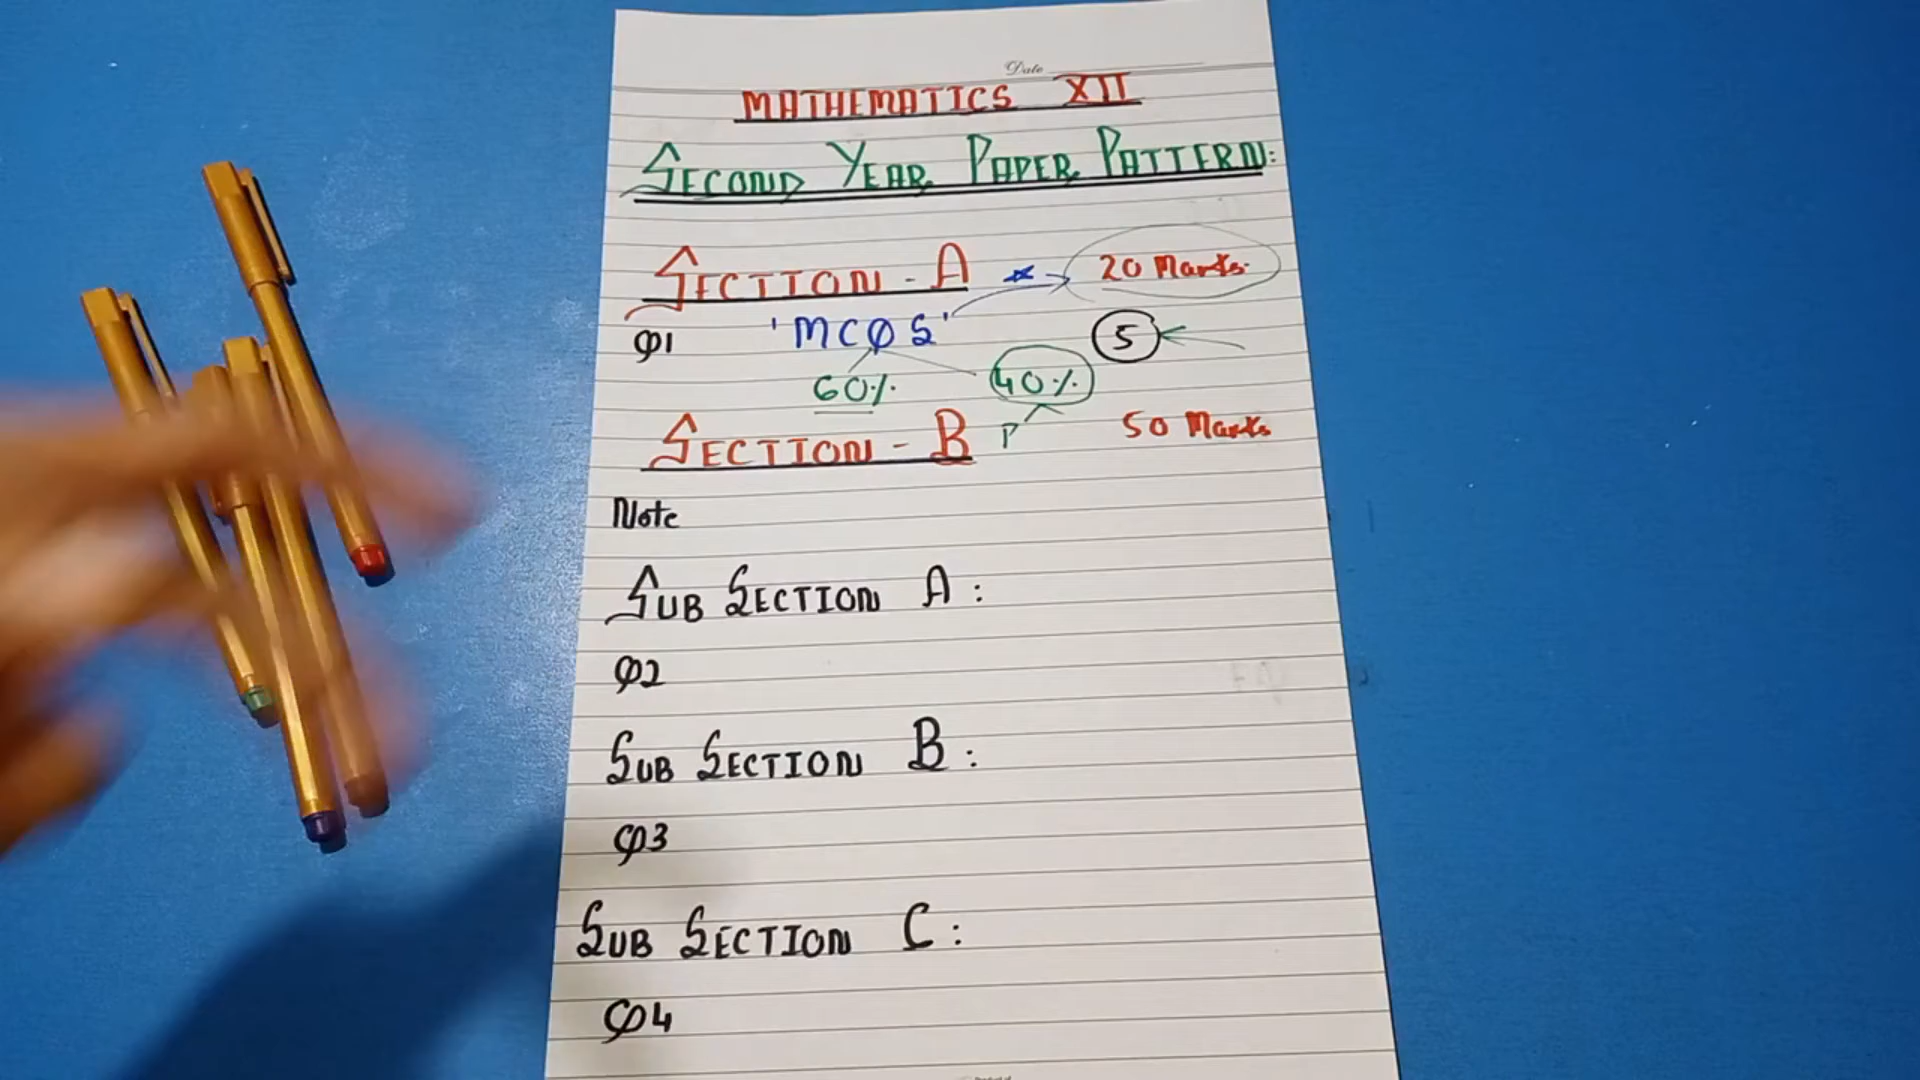 Date
MATHEMATICS XII
SECOND YEAR PAPER PATTERN:
SECTION - A * → 20 Marks
Q1 'MCQS' 5 ←
60% 40%
SECTION - B P 50 Marks
Note
SUB SECTION A:
Q2
SUB SECTION B:
Q3
SUB SECTION C:
Q4